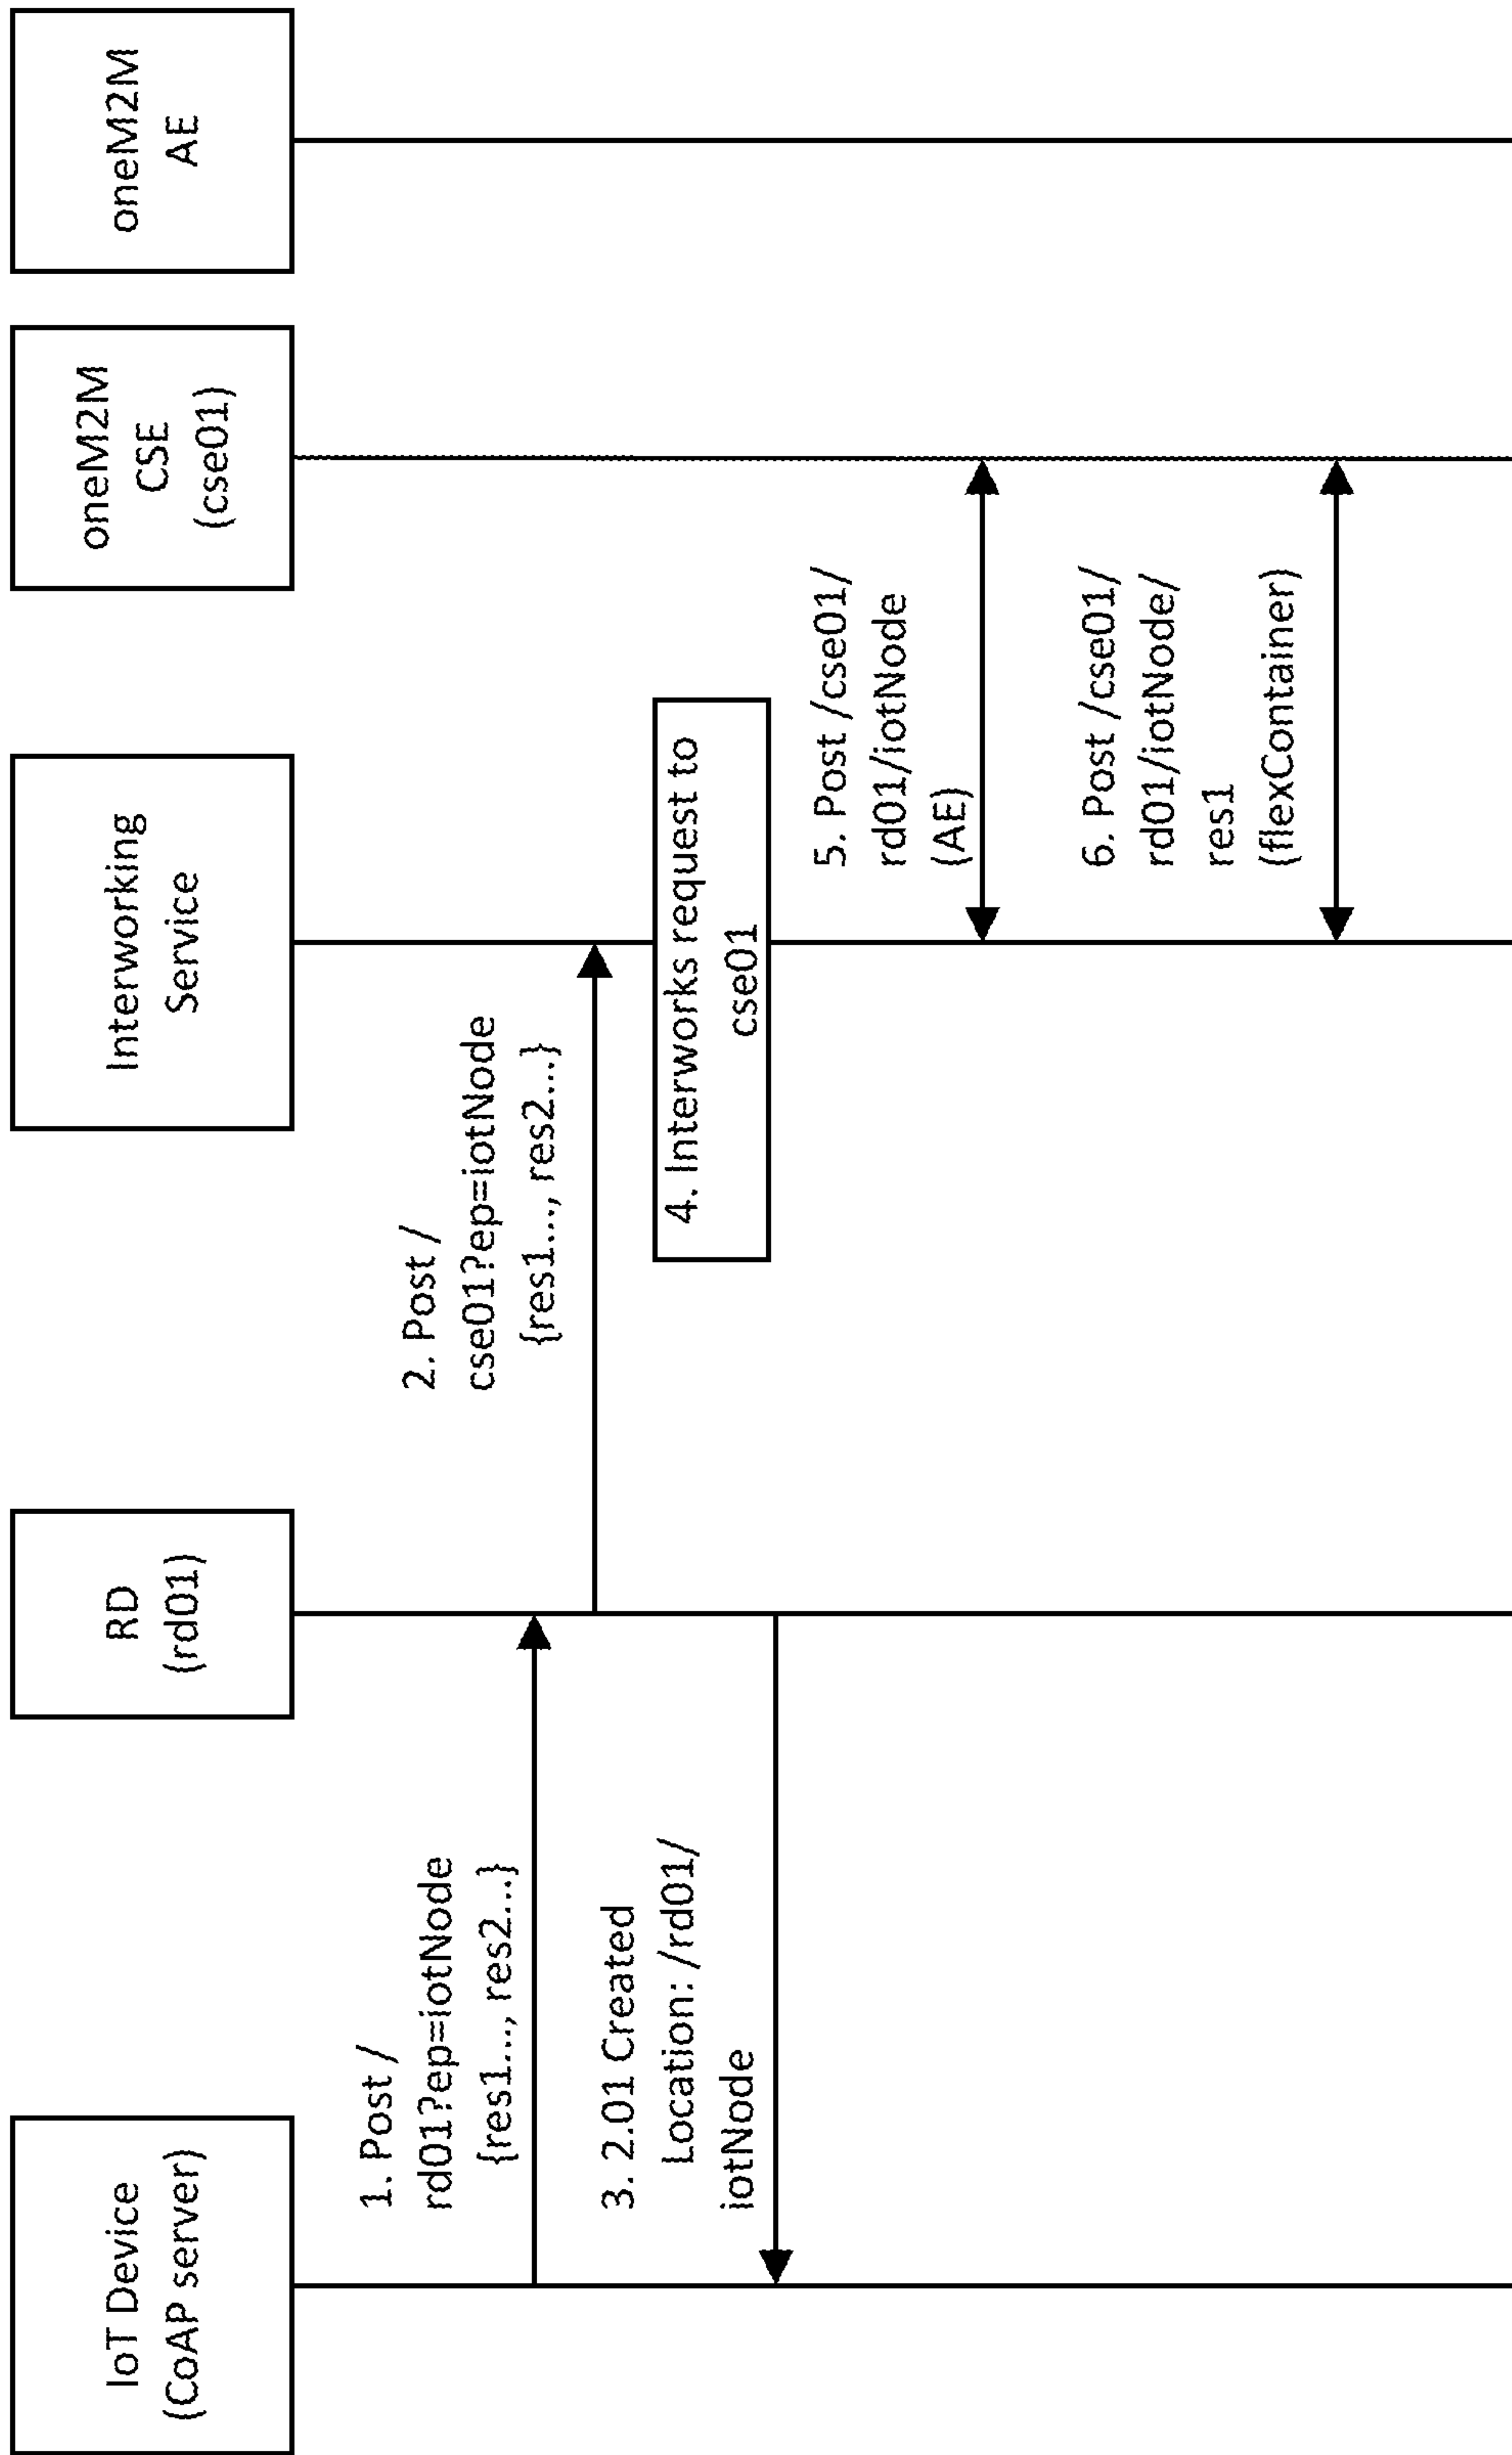 IoT Device
(CoAP server)
RD
(rd01)
Interworking
Service
oneM2M
CSE
(cse01)
oneM2M
AE
1. Post /
rd01?ep=iotNode
{res1..., res2...}
2. Post /
cse01?ep=iotNode
{res1..., res2...}
3. 2.01 Created
Location: /rd01/
iotNode
4. Interworks request to
cse01
5. Post /cse01/
rd01/iotNode
(AE)
6. Post /cse01/
rd01/iotNode/
res1
(flexContainer)